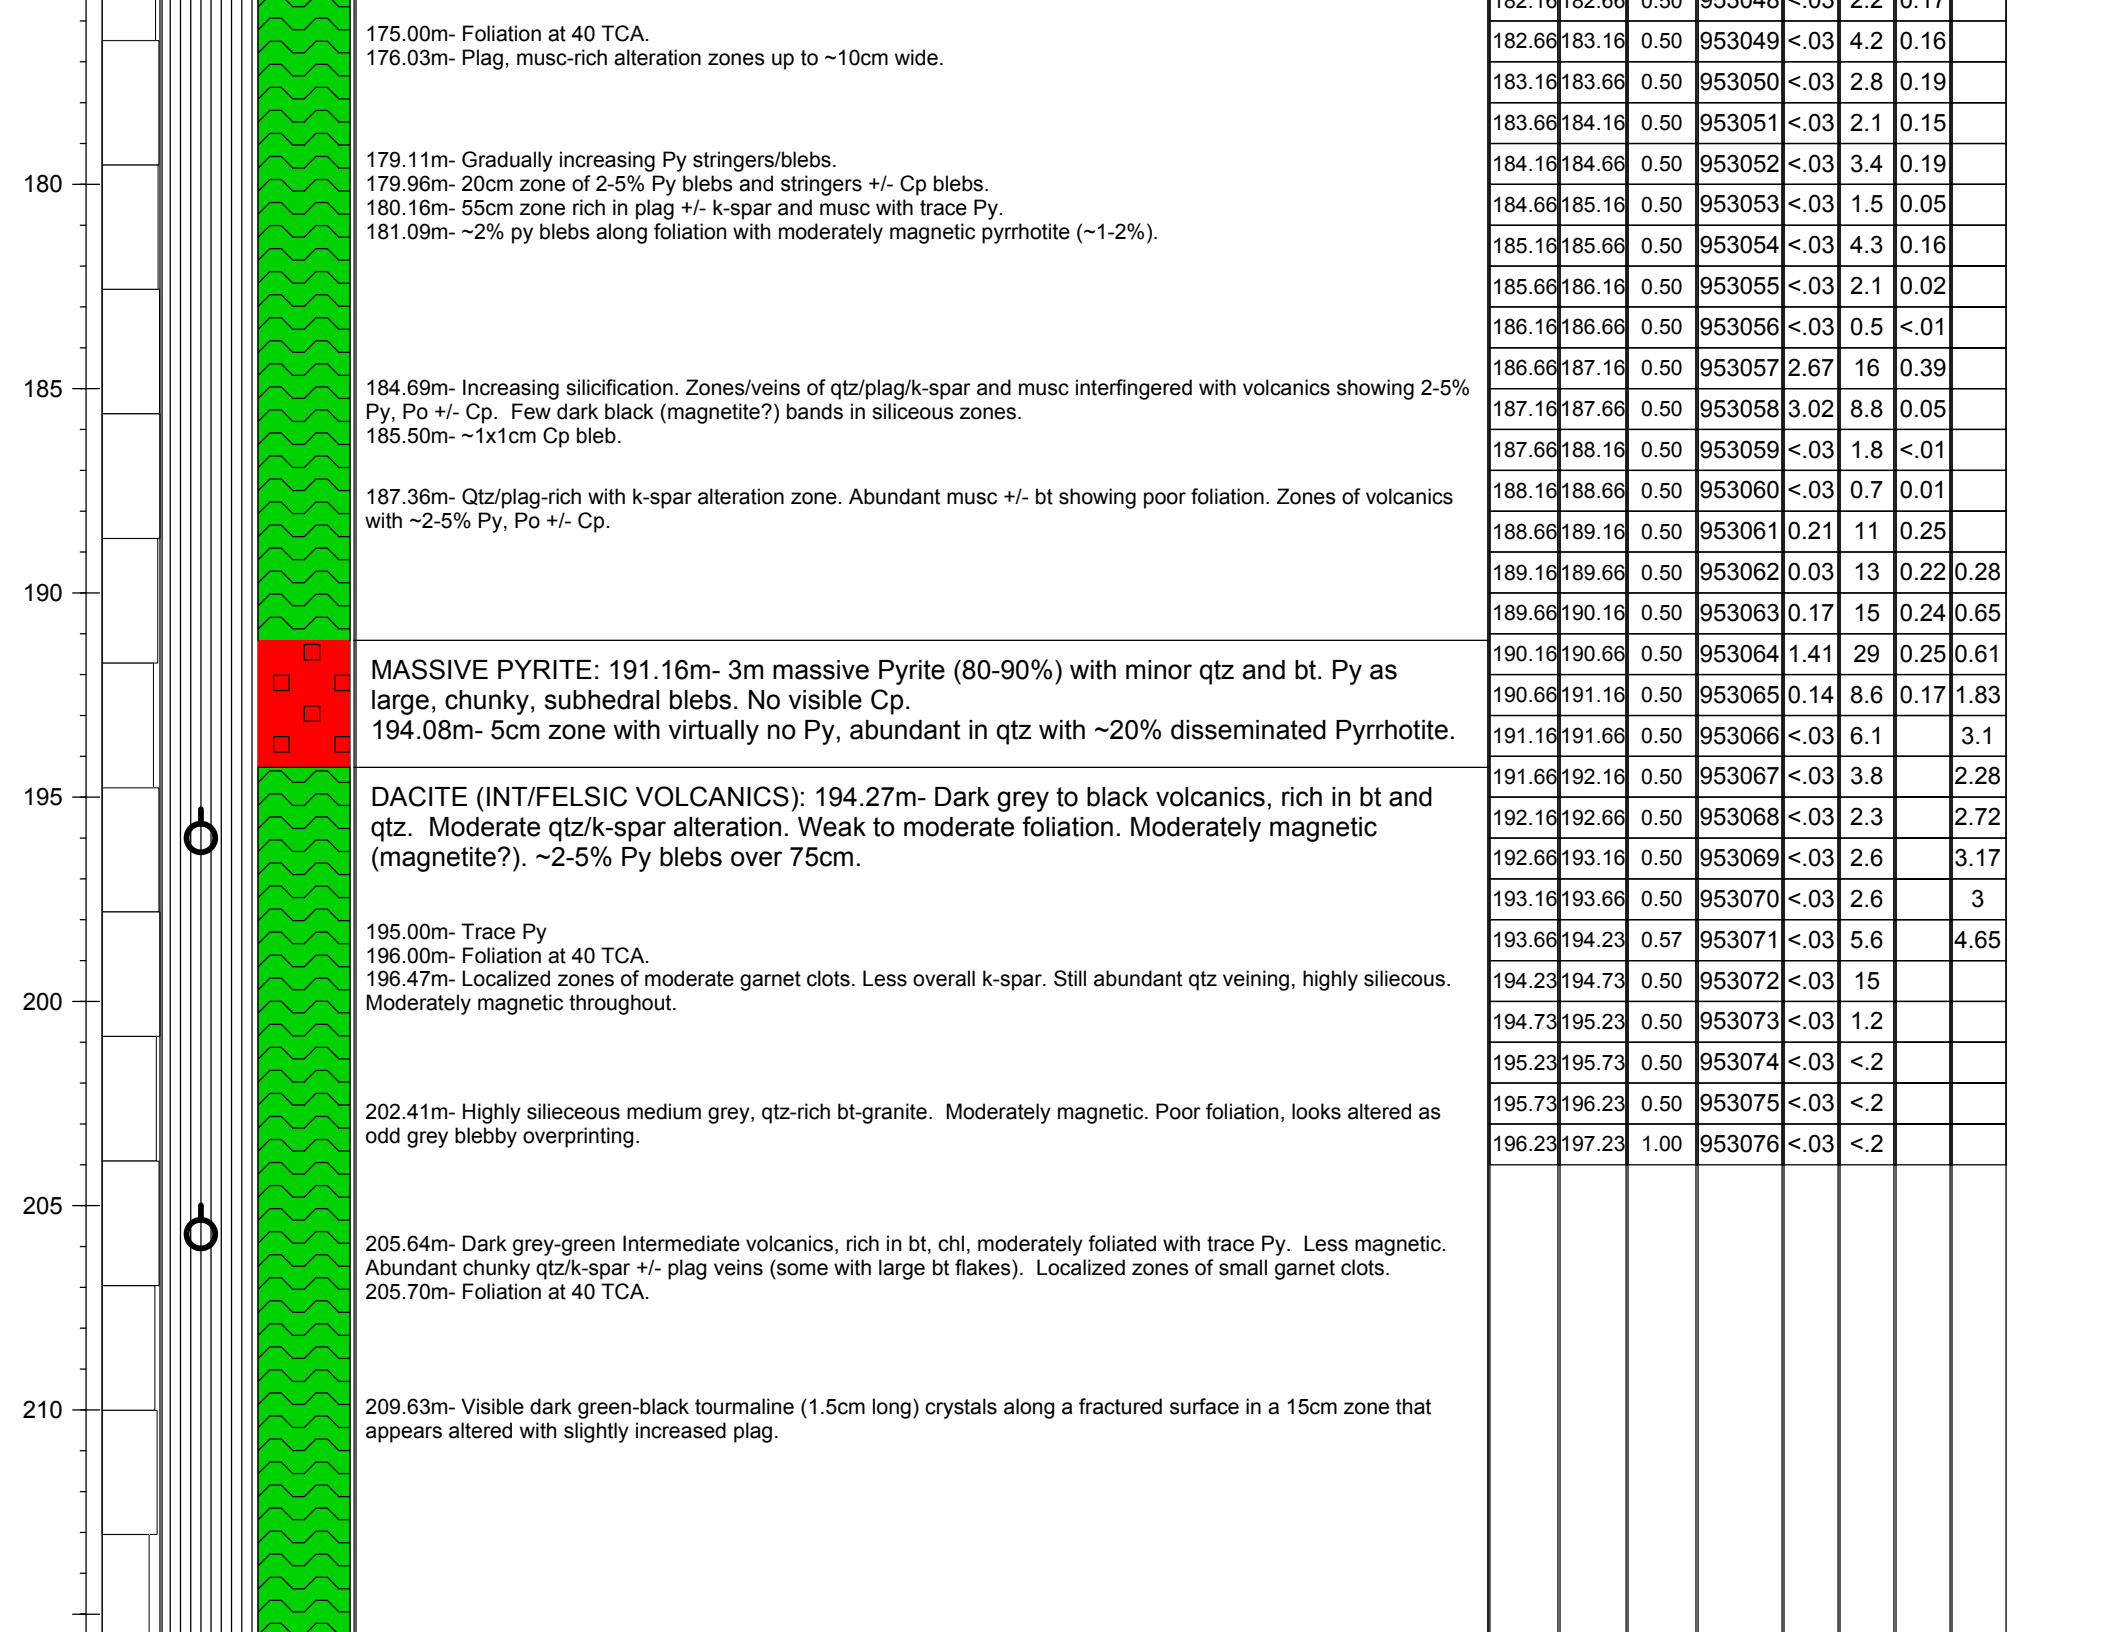 175.00m- Foliation at 40 TCA.
176.03m- Plag, musc-rich alteration zones up to ~10cm wide.
179.11m- Gradually increasing Py stringers/blebs.
179.96m- 20cm zone of 2-5% Py blebs and stringers +/- Cp blebs.
180.16m- 55cm zone rich in plag +/- k-spar and musc with trace Py.
181.09m- ~2% py blebs along foliation with moderately magnetic pyrrhotite (~1-2%).
184.69m- Increasing silicification. Zones/veins of qtz/plag/k-spar and musc interfingered with volcanics showing 2-5%
Py, Po +/- Cp.  Few dark black (magnetite?) bands in siliceous zones.
185.50m- ~1x1cm Cp bleb.
187.36m- Qtz/plag-rich with k-spar alteration zone. Abundant musc +/- bt showing poor foliation. Zones of volcanics
with ~2-5% Py, Po +/- Cp.
MASSIVE PYRITE: 191.16m- 3m massive Pyrite (80-90%) with minor qtz and bt. Py as
large, chunky, subhedral blebs. No visible Cp.
194.08m- 5cm zone with virtually no Py, abundant in qtz with ~20% disseminated Pyrrhotite.
DACITE (INT/FELSIC VOLCANICS): 194.27m- Dark grey to black volcanics, rich in bt and
qtz.  Moderate qtz/k-spar alteration. Weak to moderate foliation. Moderately magnetic
(magnetite?). ~2-5% Py blebs over 75cm.
195.00m- Trace Py
196.00m- Foliation at 40 TCA.
196.47m- Localized zones of moderate garnet clots. Less overall k-spar. Still abundant qtz veining, highly siliecous.
Moderately magnetic throughout.
202.41m- Highly silieceous medium grey, qtz-rich bt-granite.  Moderately magnetic. Poor foliation, looks altered as
odd grey blebby overprinting.
205.64m- Dark grey-green Intermediate volcanics, rich in bt, chl, moderately foliated with trace Py.  Less magnetic.
Abundant chunky qtz/k-spar +/- plag veins (some with large bt flakes).  Localized zones of small garnet clots.
205.70m- Foliation at 40 TCA.
209.63m- Visible dark green-black tourmaline (1.5cm long) crystals along a fractured surface in a 15cm zone that
appears altered with slightly increased plag.
180
185
190
195
200
205
210
182.16 182.66 0.50 953048 <.03 2.2 0.17
182.66 183.16 0.50 953049 <.03 4.2 0.16
183.16 183.66 0.50 953050 <.03 2.8 0.19
183.66 184.16 0.50 953051 <.03 2.1 0.15
184.16 184.66 0.50 953052 <.03 3.4 0.19
184.66 185.16 0.50 953053 <.03 1.5 0.05
185.16 185.66 0.50 953054 <.03 4.3 0.16
185.66 186.16 0.50 953055 <.03 2.1 0.02
186.16 186.66 0.50 953056 <.03 0.5 <.01
186.66 187.16 0.50 953057 2.67 16 0.39
187.16 187.66 0.50 953058 3.02 8.8 0.05
187.66 188.16 0.50 953059 <.03 1.8 <.01
188.16 188.66 0.50 953060 <.03 0.7 0.01
188.66 189.16 0.50 953061 0.21 11 0.25
189.16 189.66 0.50 953062 0.03 13 0.22 0.28
189.66 190.16 0.50 953063 0.17 15 0.24 0.65
190.16 190.66 0.50 953064 1.41 29 0.25 0.61
190.66 191.16 0.50 953065 0.14 8.6 0.17 1.83
191.16 191.66 0.50 953066 <.03 6.1 3.1
191.66 192.16 0.50 953067 <.03 3.8 2.28
192.16 192.66 0.50 953068 <.03 2.3 2.72
192.66 193.16 0.50 953069 <.03 2.6 3.17
193.16 193.66 0.50 953070 <.03 2.6 3
193.66 194.23 0.57 953071 <.03 5.6 4.65
194.23 194.73 0.50 953072 <.03 15
194.73 195.23 0.50 953073 <.03 1.2
195.23 195.73 0.50 953074 <.03 <.2
195.73 196.23 0.50 953075 <.03 <.2
196.23 197.23 1.00 953076 <.03 <.2